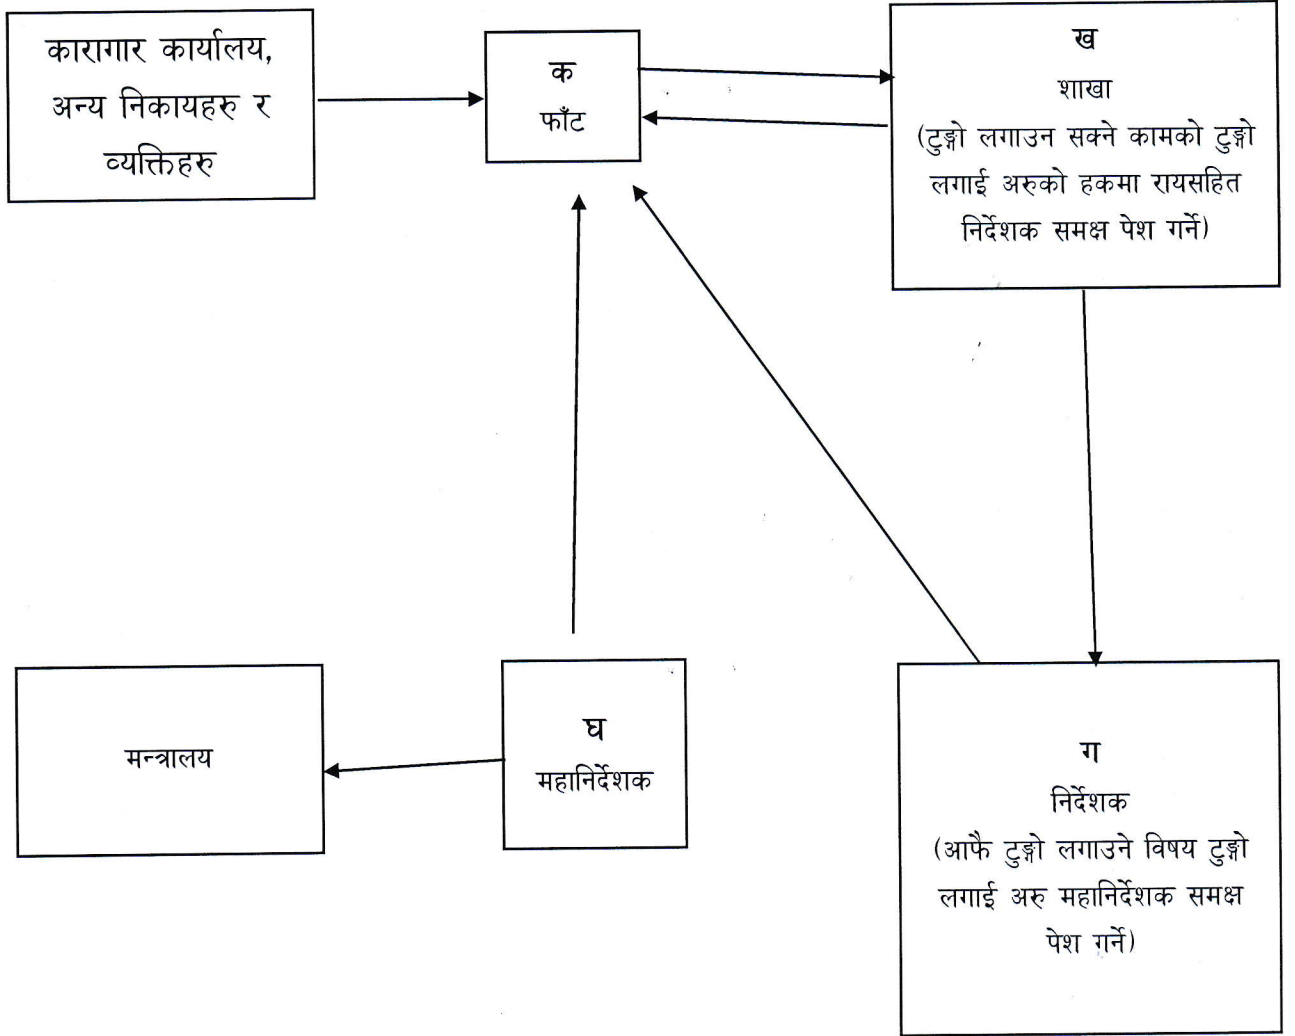 कारागार कार्यालय,
अन्य निकायहरु र
व्यक्तिहरु
क
फाँट
ख
शाखा
(टुङ्गो लगाउन सक्ने कामको टुङ्गो
लगाई अरुको हकमा रायसहित
निर्देशक समक्ष पेश गर्ने)
मन्त्रालय
घ
महानिर्देशक
ग
निर्देशक
(आफै टुङ्गो लगाउने विषय टुङ्गो
लगाई अरु महानिर्देशक समक्ष
पेश गर्ने)